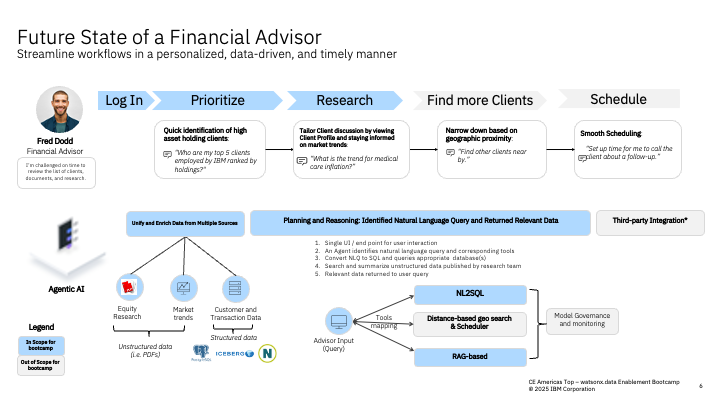 Future State of a Financial Advisor
Streamline workflows in a personalized, data-driven, and timely manner
Log In
Prioritize
Research
Find more Clients
Schedule
Fred Dodd
Financial Advisor
I'm challenged on time to
review the list of clients,
documents, and research.
Quick identification of high
asset holding clients:
"Who are my top 5 clients
employed by IBM ranked by
holdings?"
Tailor Client discussion by viewing
Client Profile and staying informed
on market trends:
"What is the trend for medical
care inflation?"
Narrow down based on
geographic proximity:
"Find other clients near
by."
Smooth Scheduling:
"Set up time for me to call the
client about a follow-up."
Agentic AI
Unify and Enrich Data from Multiple Sources
Planning and Reasoning: Identified Natural Language Query and Returned Relevant Data
Third-party Integration*
1. Single UI / end point for user interaction
2. An Agent identifies natural language query and corresponding tools
3. Convert NLQ to SQL and queries appropriate database(s)
4. Search and summarize unstructured data published by research team
5. Relevant data returned to user query
Equity
Research
Market
trends
Customer and
Transaction Data
Unstructured data
(i.e. PDFs)
Structured data
PostgreSQL
ICEBERG
N
Advisor Input
(Query)
Tools
mapping
NL2SQL
Distance-based geo search
& Scheduler
RAG-based
Model Governance
and monitoring
Legend
In Scope for
bootcamp
Out of Scope for
bootcamp
CE Americas Top – watsonx.data Enablement Bootcamp
© 2025 IBM Corporation
6